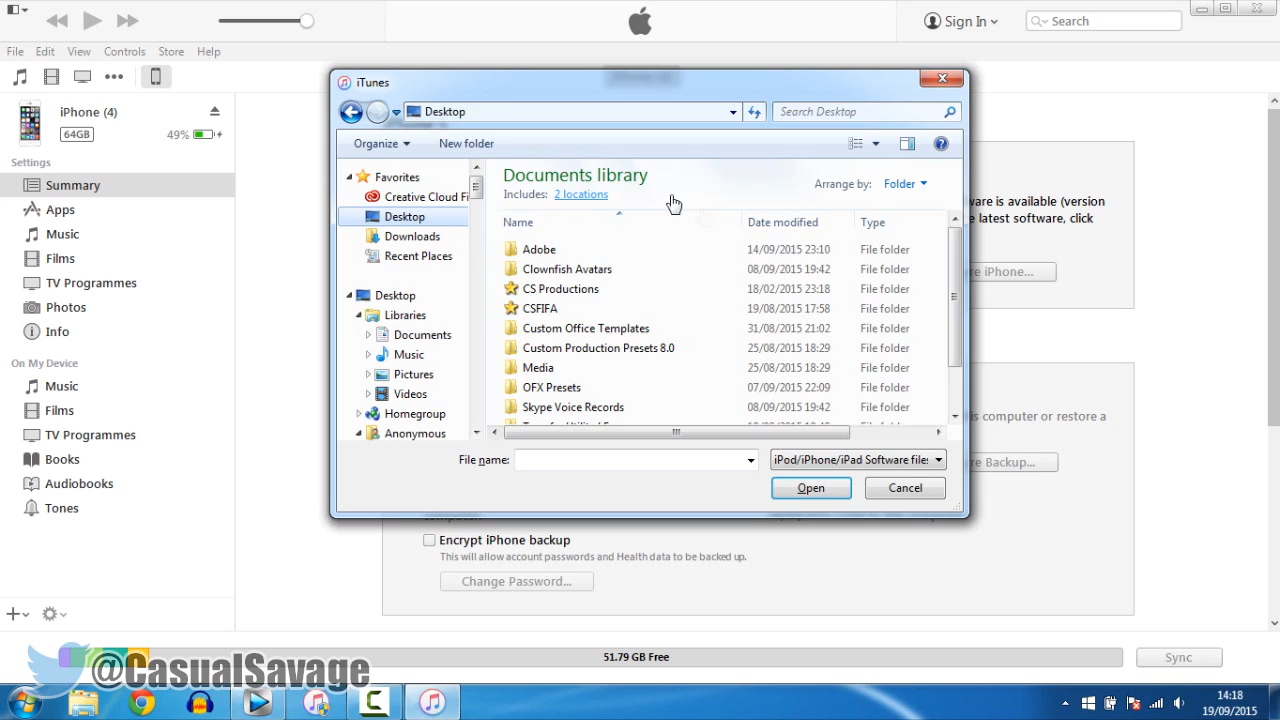 Sign In
Search
File Edit View Controls Store Help
iPhone (4)
64GB
49%
Settings
Summary
Apps
Music
Films
TV Programmes
Photos
Info
On My Device
Music
Films
TV Programmes
Books
Audiobooks
Tones
iTunes
Desktop
Search Desktop
Organize
New folder
Favorites
Creative Cloud Fi
Desktop
Downloads
Recent Places
Desktop
Libraries
Documents
Music
Pictures
Videos
Homegroup
Anonymous
Documents library
Includes: 2 locations
Arrange by: Folder
Name Date modified Type
Adobe 14/09/2015 23:10 File folder
Clownfish Avatars 08/09/2015 19:42 File folder
CS Productions 18/02/2015 23:18 File folder
CSFIFA 19/08/2015 17:58 File folder
Custom Office Templates 31/08/2015 21:02 File folder
Custom Production Presets 8.0 25/08/2015 18:29 File folder
Media 25/08/2015 18:29 File folder
OFX Presets 07/09/2015 22:09 File folder
Skype Voice Records 08/09/2015 19:42 File folder
File name:
iPod/iPhone/iPad Software files
Open
Cancel
ware is available (version
e latest software, click
re iPhone...
is computer or restore a
re Backup...
Encrypt iPhone backup
This will allow account passwords and Health data to be backed up.
Change Password...
51.79 GB Free
Sync
@CasualSavage
14:18
19/09/2015